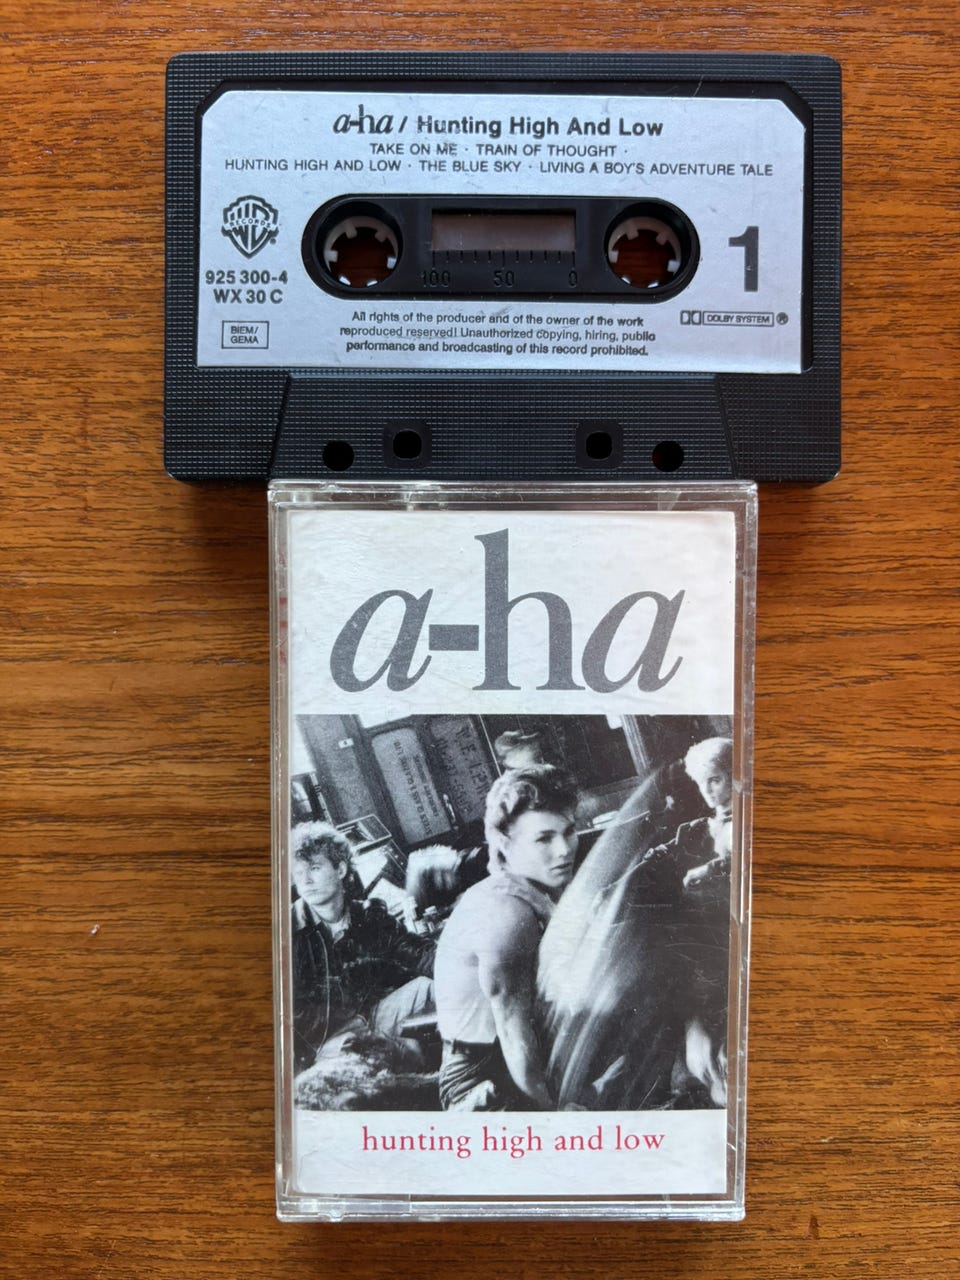 a-ha / Hunting High And Low
TAKE ON ME · TRAIN OF THOUGHT ·
HUNTING HIGH AND LOW · THE BLUE SKY · LIVING A BOY'S ADVENTURE TALE
RECORDS
925 300-4
WX 30 C
BIEM/
GEMA
100 50 0
1
All rights of the producer and of the owner of the work
reproduced reserved! Unauthorized copying, hiring, public
performance and broadcasting of this record prohibited.
DOLBY SYSTEM ®
a-ha
hunting high and low